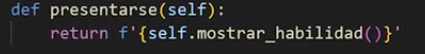 def presentarse(self):
    return f'{self.mostrar_habilidad()}'